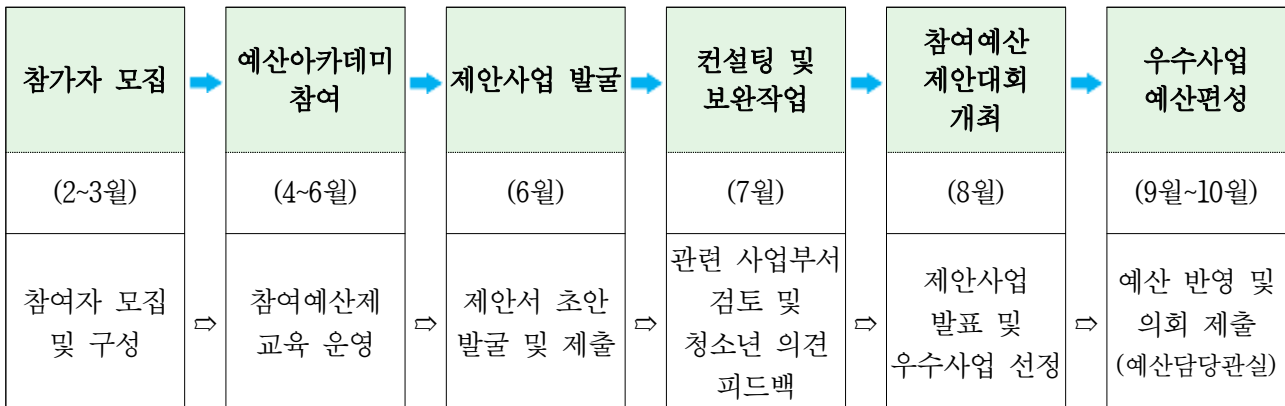 참가자 모집
예산아카데미
참여
제안사업 발굴
컨설팅 및
보완작업
참여예산
제안대회
개최
우수사업
예산편성
(2~3월)
(4~6월)
(6월)
(7월)
(8월)
(9월~10월)
참여자 모집
및 구성
⇨
참여예산제
교육 운영
⇨
제안서 초안
발굴 및 제출
⇨
관련 사업부서
검토 및
청소년 의견
피드백
⇨
제안사업
발표 및
우수사업 선정
⇨
예산 반영 및
의회 제출
(예산담당관실)